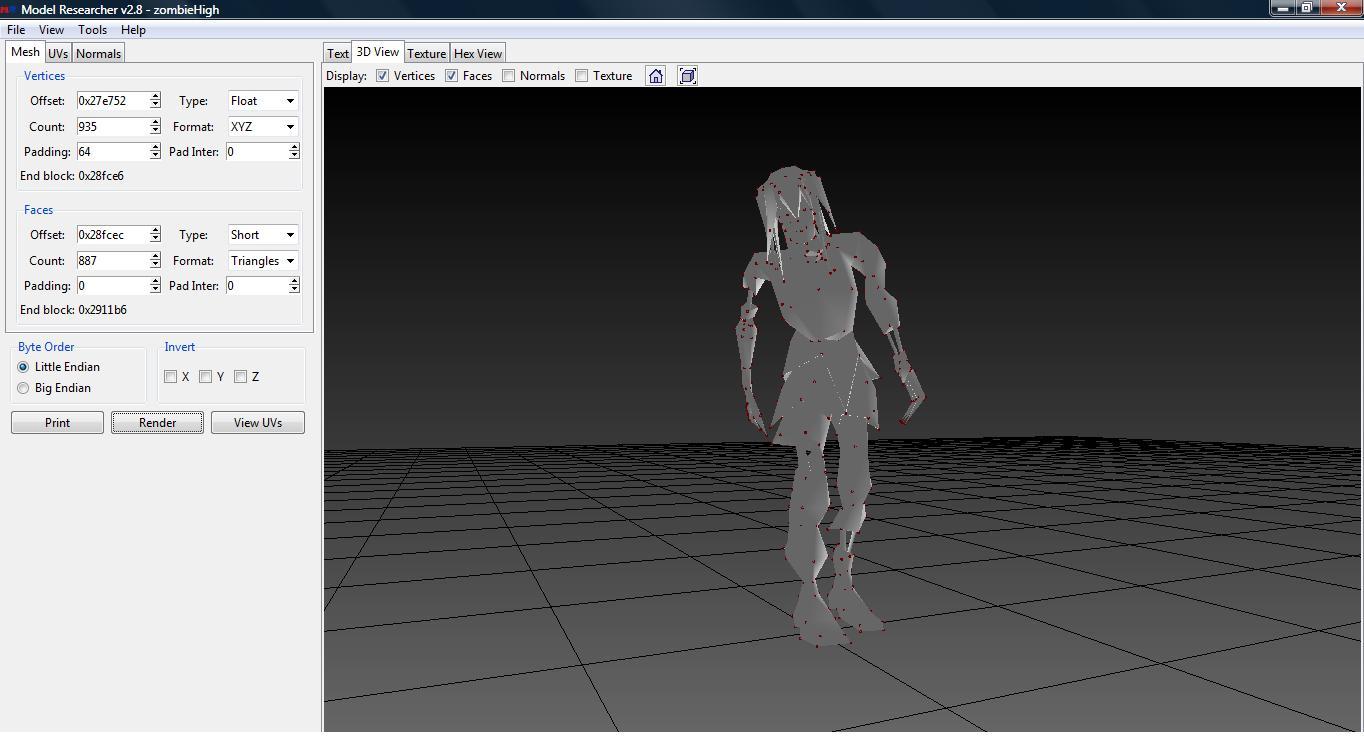 Model Researcher v2.8 - zombieHigh
File View Tools Help
Mesh UVs Normals
Vertices
Offset: 0x27e752 Type: Float
Count: 935 Format: XYZ
Padding: 64 Pad Inter: 0
End block: 0x28fce6
Faces
Offset: 0x28fcec Type: Short
Count: 887 Format: Triangles
Padding: 0 Pad Inter: 0
End block: 0x2911b6
Byte Order
Little Endian
Big Endian
Invert
X Y Z
Print Render View UVs
Text 3D View Texture Hex View
Display: Vertices Faces Normals Texture